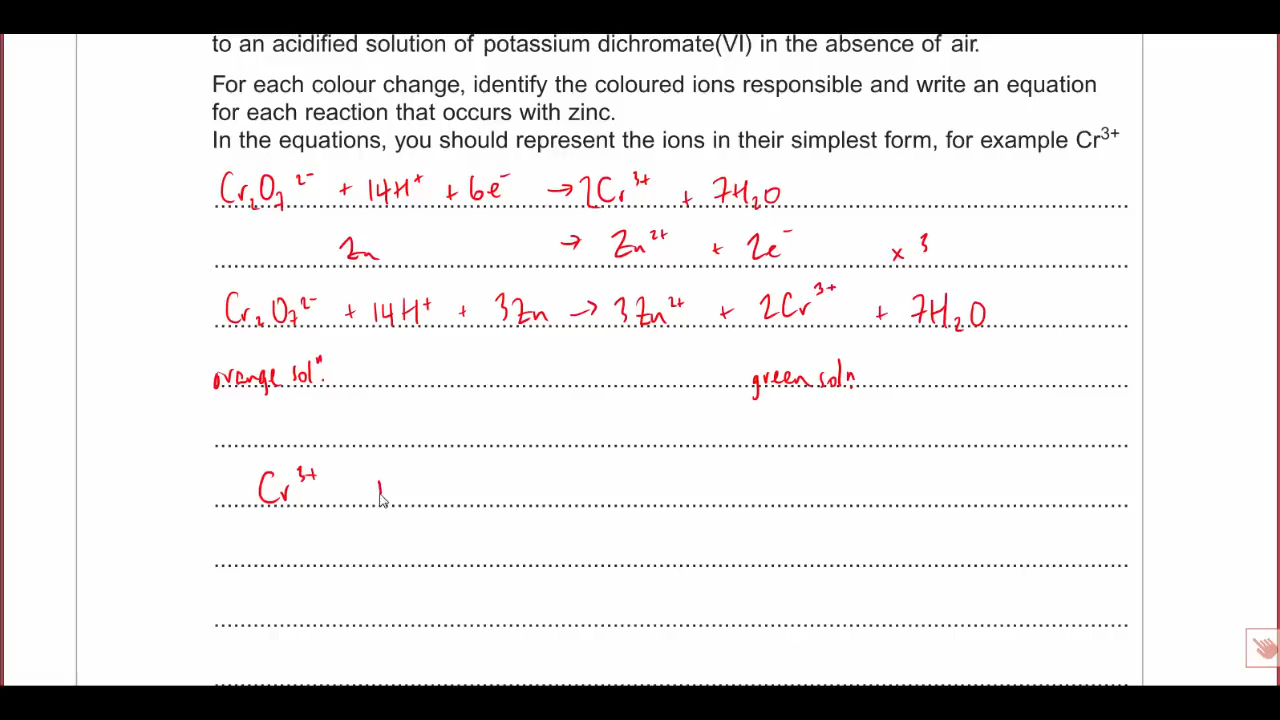 to an acidified solution of potassium dichromate(VI) in the absence of air.
For each colour change, identify the coloured ions responsible and write an equation
for each reaction that occurs with zinc.
In the equations, you should represent the ions in their simplest form, for example Cr³⁺
Cr₂O₇²⁻ + 14H⁺ + 6e⁻ → 2Cr³⁺ + 7H₂O
Zn → Zn²⁺ + 2e⁻ × 3
Cr₂O₇²⁻ + 14H⁺ + 3Zn → 3Zn²⁺ + 2Cr³⁺ + 7H₂O
orange solⁿ. green soln.
Cr³⁺